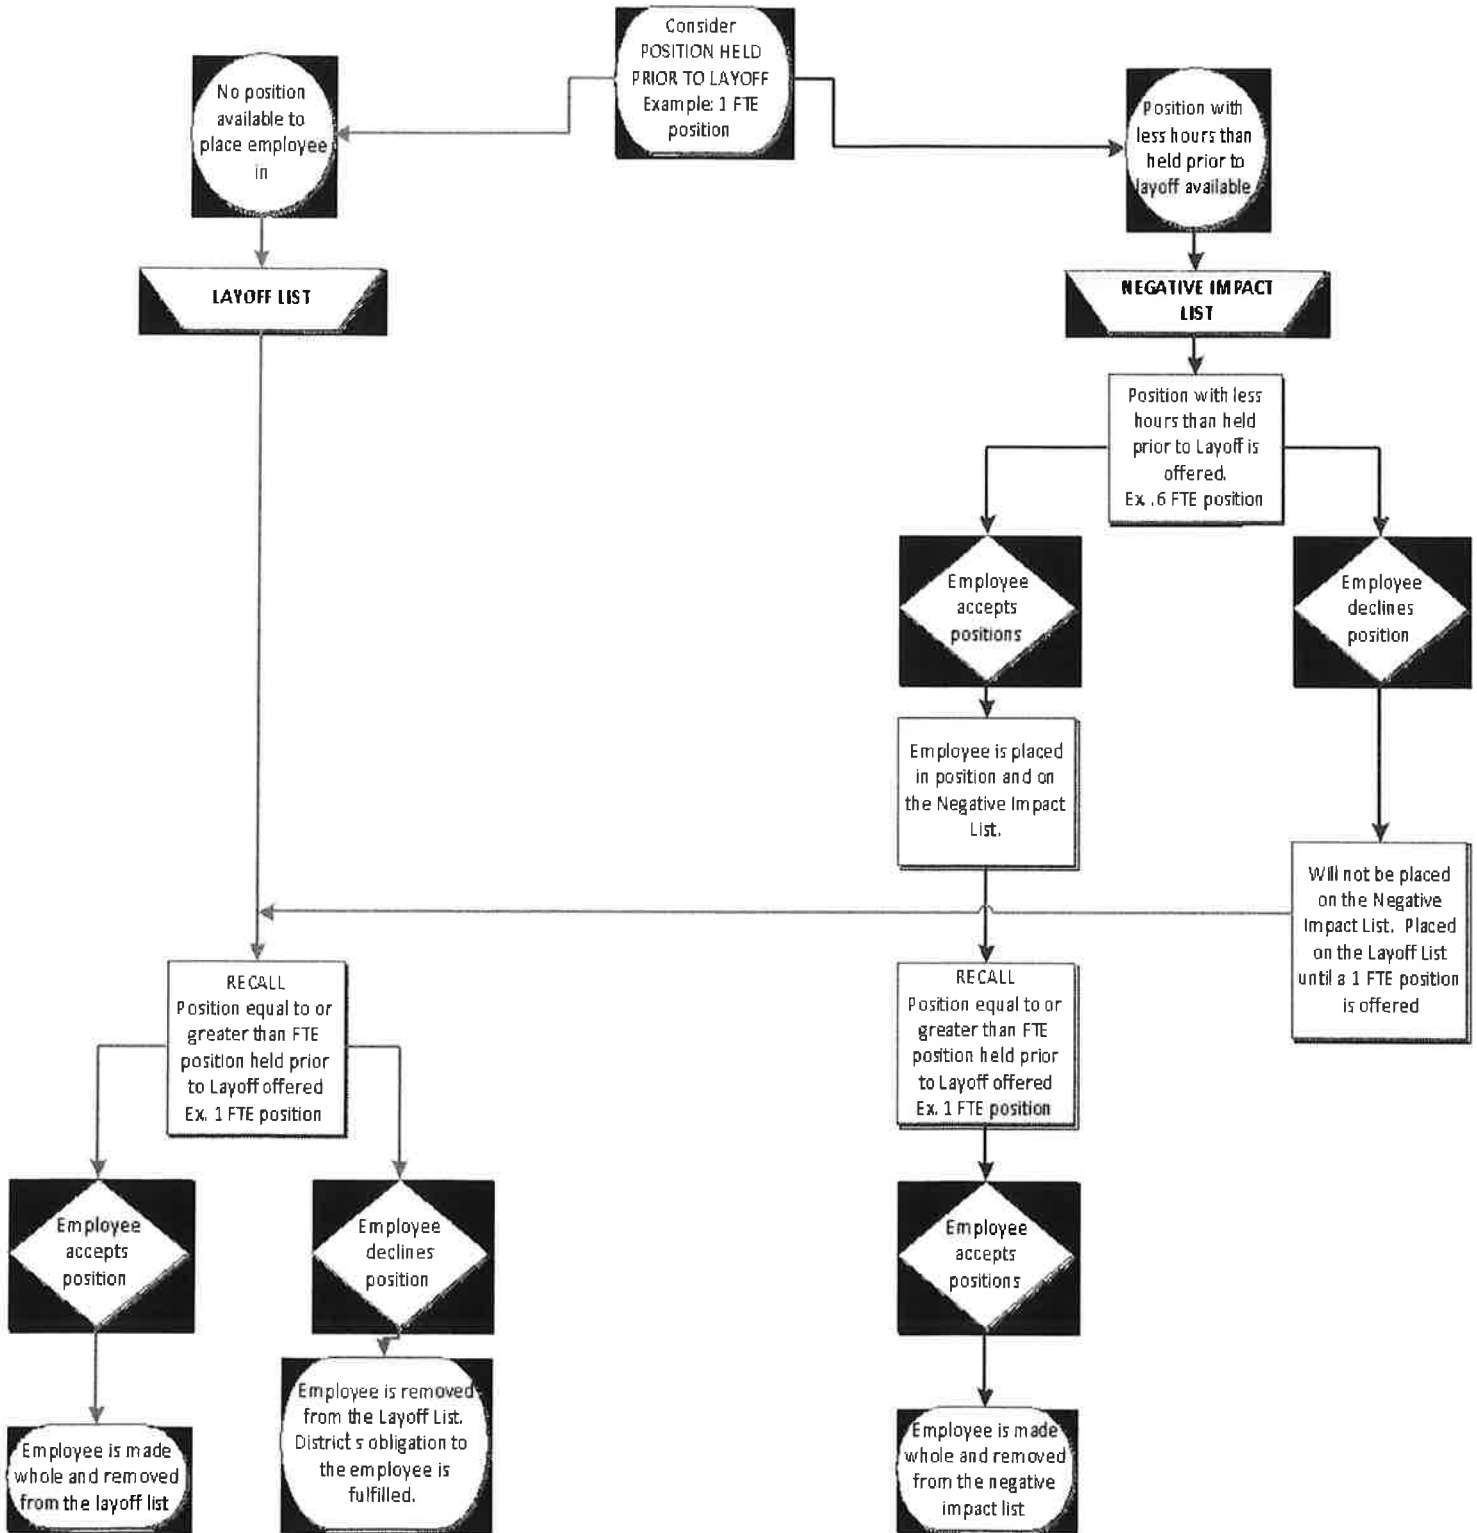 Consider
POSITION HELD
PRIOR TO LAYOFF
Example: 1 FTE
position
No position
available to
place employee
in
Position with
less hours than
held prior to
layoff available
LAYOFF LIST
NEGATIVE IMPACT
LIST
Position with less
hours than held
prior to Layoff is
offered.
Ex .6 FTE position
Employee
accepts
positions
Employee
declines
position
Employee is placed
in position and on
the Negative Impact
List.
Will not be placed
on the Negative
Impact List. Placed
on the Layoff List
until a 1 FTE position
is offered
RECALL
Position equal to or
greater than FTE
position held prior
to Layoff offered
Ex. 1 FTE position
RECALL
Position equal to or
greater than FTE
position held prior
to Layoff offered
Ex. 1 FTE position
Employee
accepts
position
Employee
declines
position
Employee
accepts
positions
Employee is made
whole and removed
from the layoff list
Employee is removed
from the Layoff List.
District's obligation to
the employee is
fulfilled.
Employee is made
whole and removed
from the negative
impact list